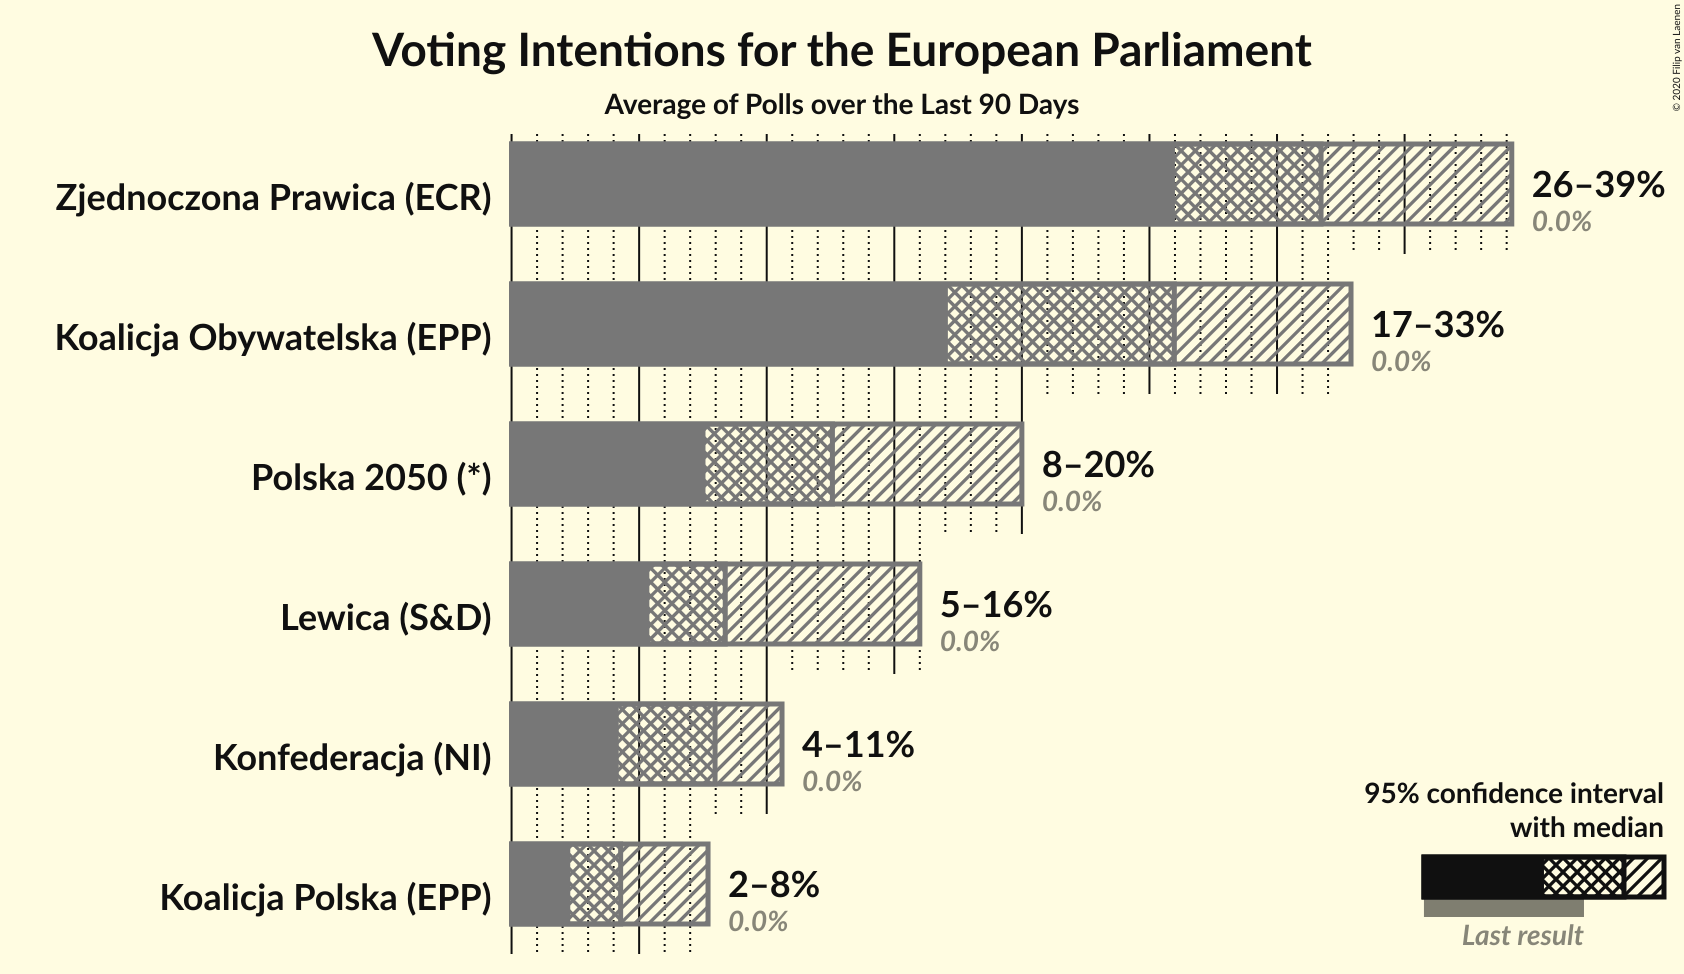 Voting Intentions for the European Parliament
Average of Polls over the Last 90 Days
© 2020 Filip van Laenen
Zjednoczona Prawica (ECR)
26–39%
0.0%
Koalicja Obywatelska (EPP)
17–33%
0.0%
Polska 2050 (*)
8–20%
0.0%
Lewica (S&D)
5–16%
0.0%
Konfederacja (NI)
4–11%
0.0%
Koalicja Polska (EPP)
2–8%
0.0%
95% confidence interval
with median
Last result